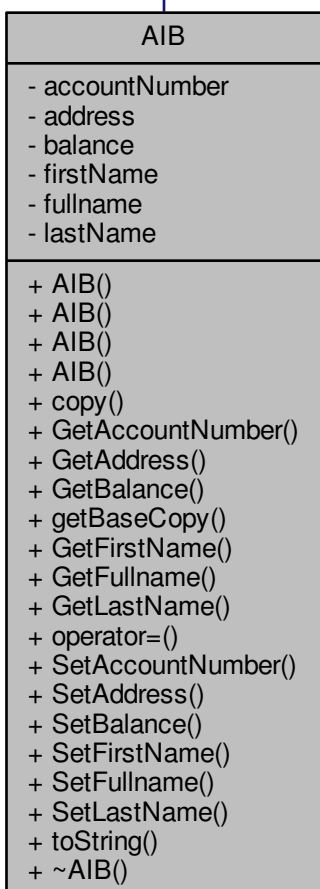 AIB
- accountNumber
- address
- balance
- firstName
- fullname
- lastName
+ AIB()
+ AIB()
+ AIB()
+ AIB()
+ copy()
+ GetAccountNumber()
+ GetAddress()
+ GetBalance()
+ getBaseCopy()
+ GetFirstName()
+ GetFullname()
+ GetLastName()
+ operator=()
+ SetAccountNumber()
+ SetAddress()
+ SetBalance()
+ SetFirstName()
+ SetFullname()
+ SetLastName()
+ toString()
+ ~AIB()